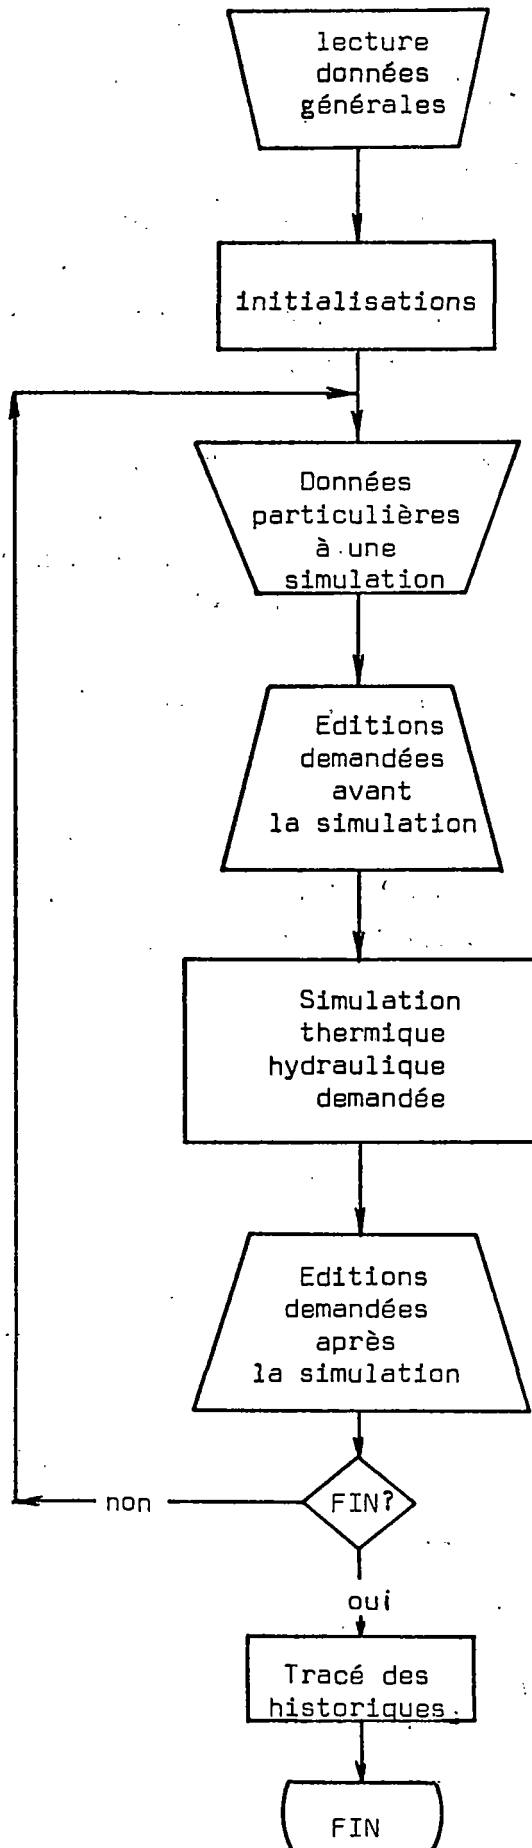 lecture
données
générales
initialisations
Données
particulières
à une
simulation
Editions
demandées
avant
la simulation
Simulation
thermique
hydraulique
demandée
Editions
demandées
après
la simulation
FIN?
non
oui
Tracé des
historiques.
FIN